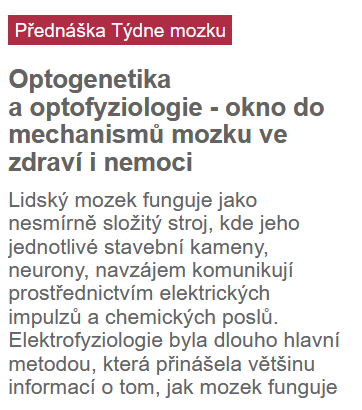 Přednáška Týdne mozku
Optogenetika
a optofyziologie - okno do
mechanismů mozku ve
zdraví i nemoci
Lidský mozek funguje jako
nesmírně složitý stroj, kde jeho
jednotlivé stavební kameny,
neurony, navzájem komunikují
prostřednictvím elektrických
impulzů a chemických poslů.
Elektrofyziologie byla dlouho hlavní
metodou, která přinášela většinu
informací o tom, jak mozek funguje